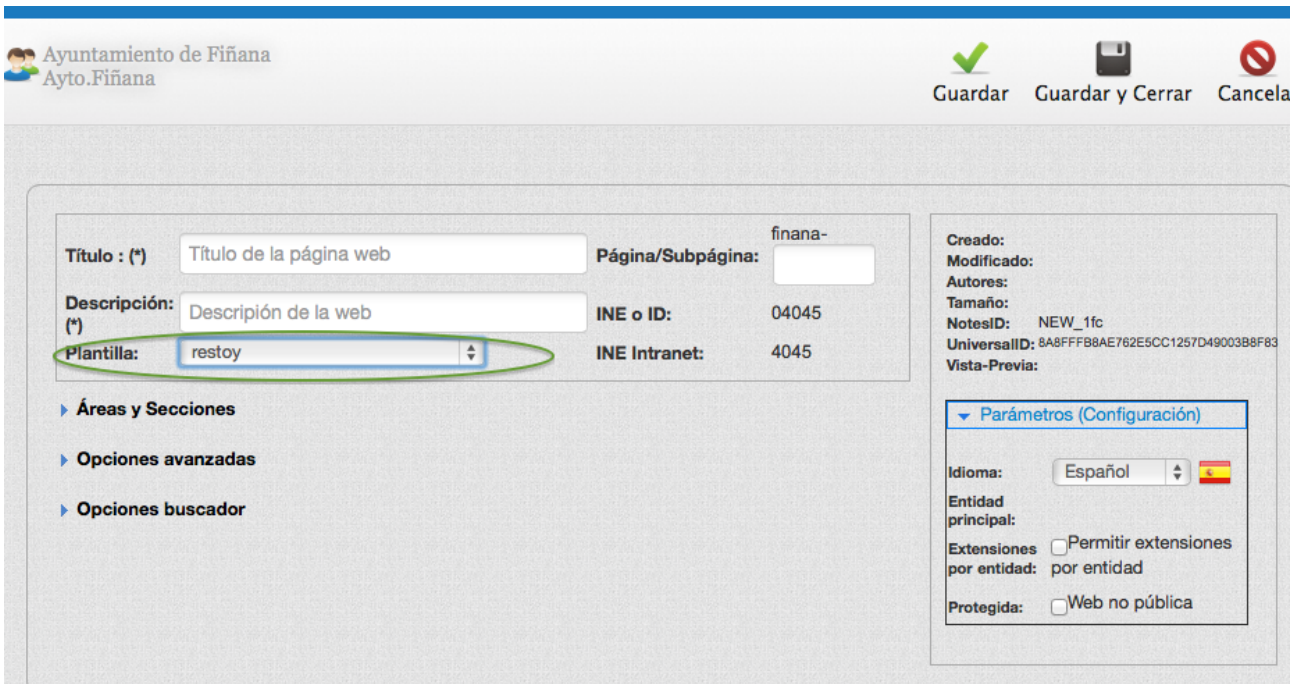 Ayuntamiento de Fiñana
Ayto.Fiñana
Guardar
Guardar y Cerrar
Cancela
Título : (*)
Título de la página web
Página/Subpágina:
finana-
Descripción:
(*)
Descripión de la web
INE o ID:
04045
Plantilla:
restoy
INE Intranet:
4045
Áreas y Secciones
Opciones avanzadas
Opciones buscador
Creado:
Modificado:
Autores:
Tamaño:
NotesID: NEW_1fc
UniversalID: 8A8FFFB8AE762E5CC1257D49003B8F83
Vista-Previa:
Parámetros (Configuración)
Idioma: Español
Entidad
principal:
Extensiones
por entidad:
Permitir extensiones
por entidad
Protegida: Web no pública